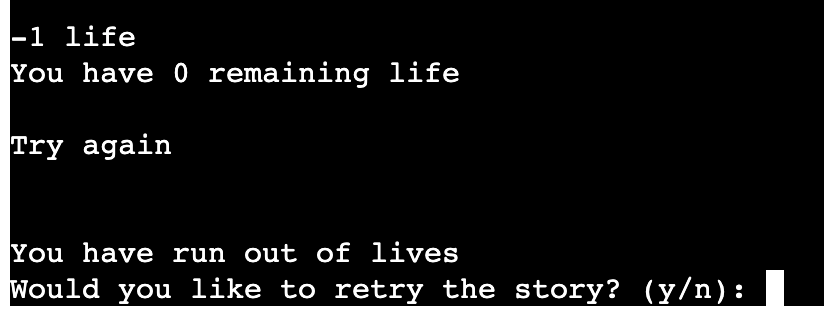 -1 life
You have 0 remaining life
Try again
You have run out of lives
Would you like to retry the story? (y/n):